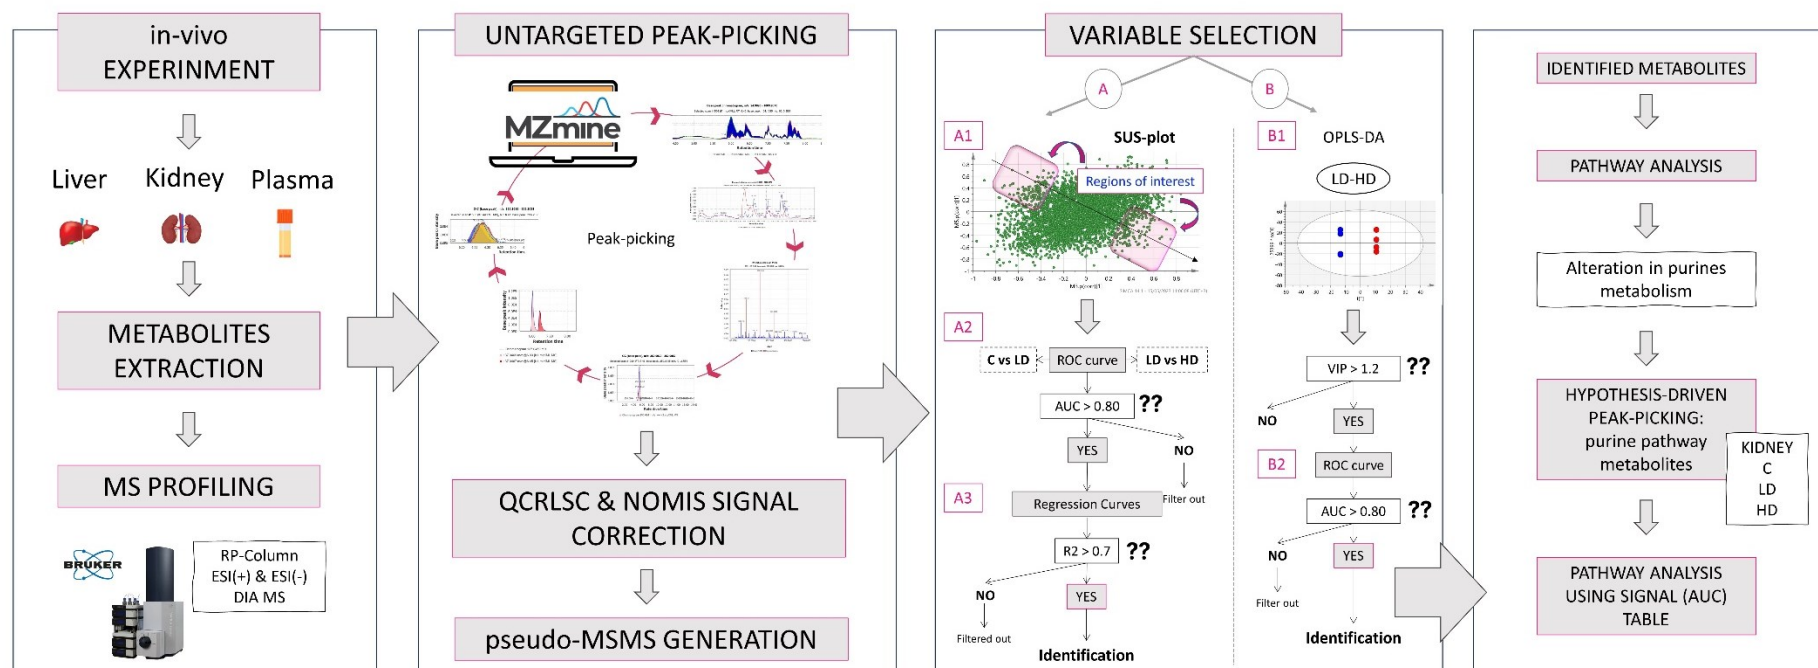 in-vivo
EXPERINMENT
Liver
Kidney
Plasma
METABOLITES
EXTRACTION
MS PROFILING
BRUKER
RP-Column
ESI(+) & ESI(-)
DIA MS
UNTARGETED PEAK-PICKING
MZmine
Peak-picking
QCRLSC & NOMIS SIGNAL
CORRECTION
pseudo-MSMS GENERATION
VARIABLE SELECTION
A
B
A1
SUS-plot
Regions of interest
A2
C vs LD
ROC curve
LD vs HD
AUC > 0.80
??
YES
NO
Filter out
A3
Regression Curves
R2 > 0.7
??
NO
YES
Filtered out
Identification
B1
OPLS-DA
LD-HD
VIP > 1.2
??
NO
YES
B2
ROC curve
AUC > 0.80
??
NO
YES
Filter out
Identification
IDENTIFIED METABOLITES
PATHWAY ANALYSIS
Alteration in purines
metabolism
HYPOTHESIS-DRIVEN
PEAK-PICKING:
purine pathway
metabolites
KIDNEY
C
LD
HD
PATHWAY ANALYSIS
USING SIGNAL (AUC)
TABLE